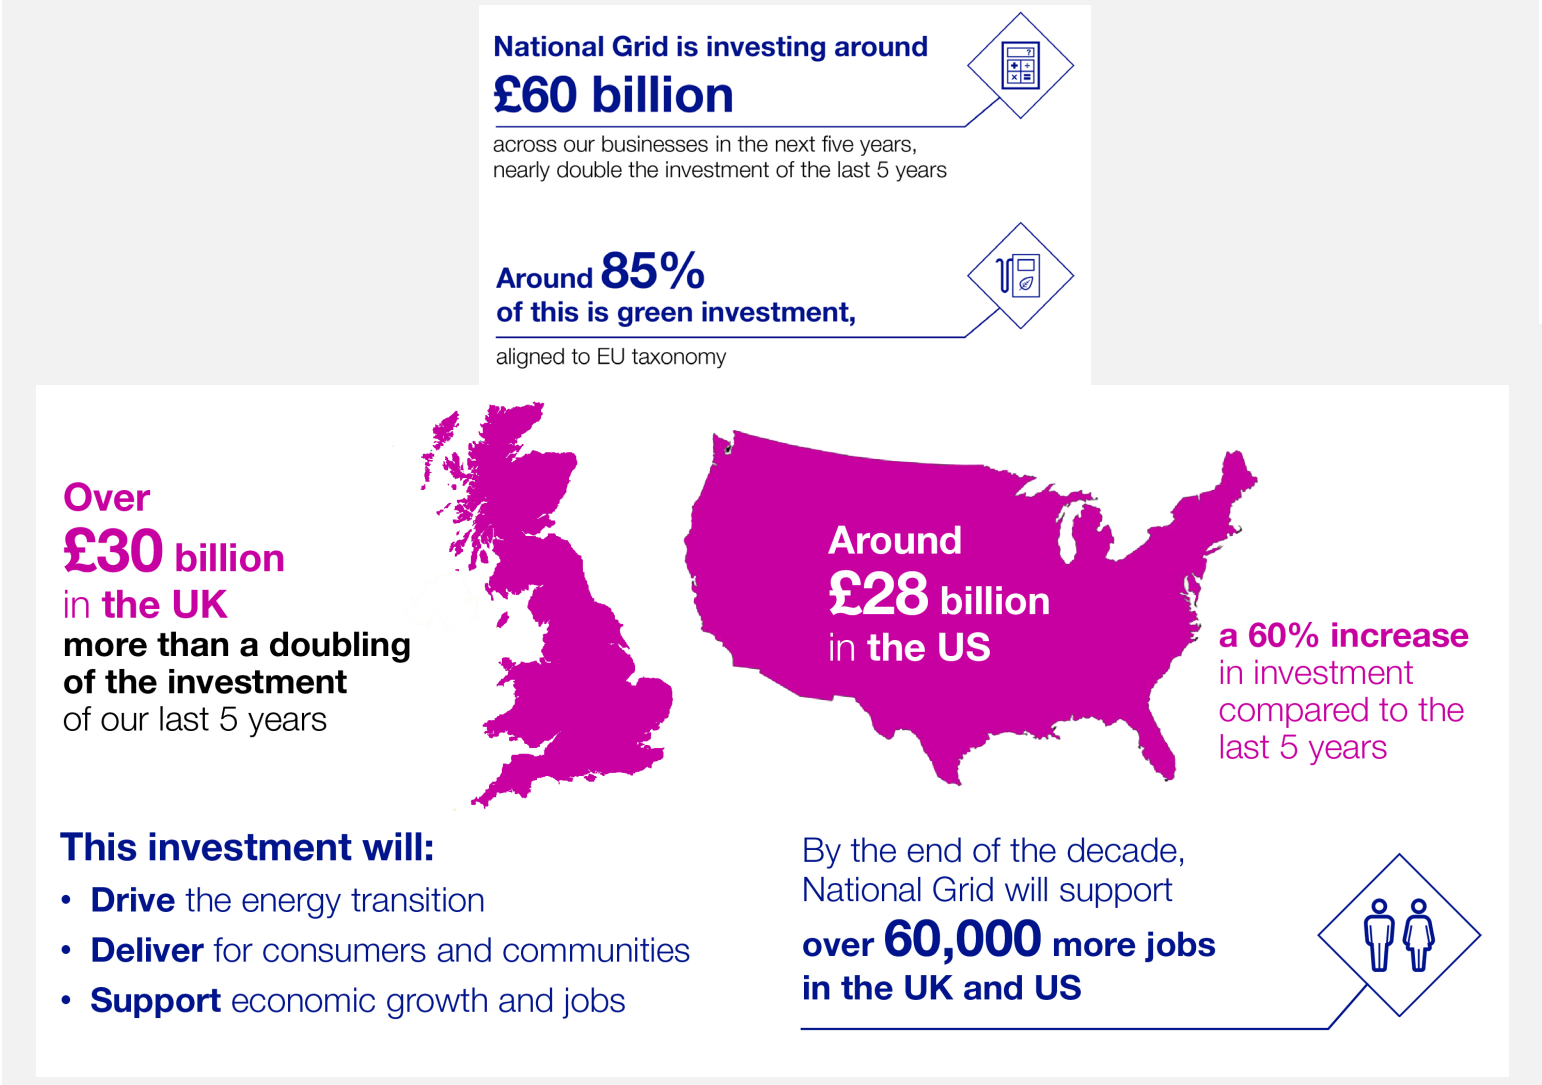 National Grid is investing around
£60 billion
across our businesses in the next five years,
nearly double the investment of the last 5 years
Around 85%
of this is green investment,
aligned to EU taxonomy
Over
£30 billion
in the UK
more than a doubling
of the investment
of our last 5 years
Around
£28 billion
in the US
a 60% increase
in investment
compared to the
last 5 years
This investment will:
• Drive the energy transition
• Deliver for consumers and communities
• Support economic growth and jobs
By the end of the decade,
National Grid will support
over 60,000 more jobs
in the UK and US